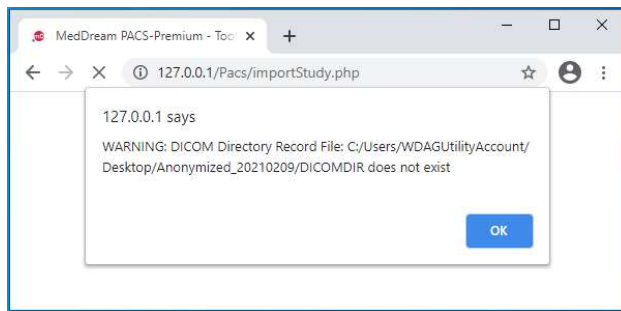 MedDream PACS-Premium - Too
127.0.0.1/Pacs/importStudy.php
127.0.0.1 says
WARNING: DICOM Directory Record File: C:/Users/WDAGUtilityAccount/
Desktop/Anonymized_20210209/DICOMDIR does not exist
OK